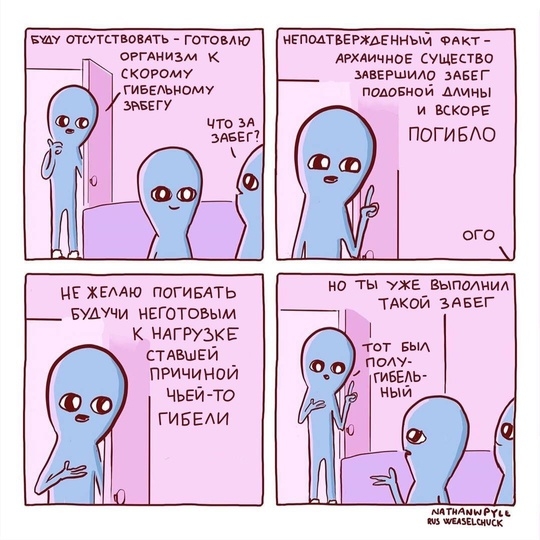 БУДУ ОТСУТСТВОВАТЬ – ГОТОВЛЮ
ОРГАНИЗМ К
СКОРОМУ
ГИБЕЛЬНОМУ
ЗАБЕГУ
ЧТО ЗА
ЗАБЕГ?
НЕПОДТВЕРЖДЕННЫЙ ФАКТ –
АРХАИЧНОЕ СУЩЕСТВО
ЗАВЕРШИЛО ЗАБЕГ
ПОДОБНОЙ ДЛИНЫ
И ВСКОРЕ
ПОГИБЛО
ОГО
НЕ ЖЕЛАЮ ПОГИБАТЬ
БУДУЧИ НЕГОТОВЫМ
К НАГРУЗКЕ
СТАВШЕЙ
ПРИЧИНОЙ
ЧЬЕЙ-ТО
ГИБЕЛИ
НО ТЫ УЖЕ ВЫПОЛНИЛ
ТАКОЙ ЗАБЕГ
ТОТ БЫЛ
ПОЛУ-
ГИБЕЛЬ-
НЫЙ
NATHANWPYLE
RUS WEASELCHUCK